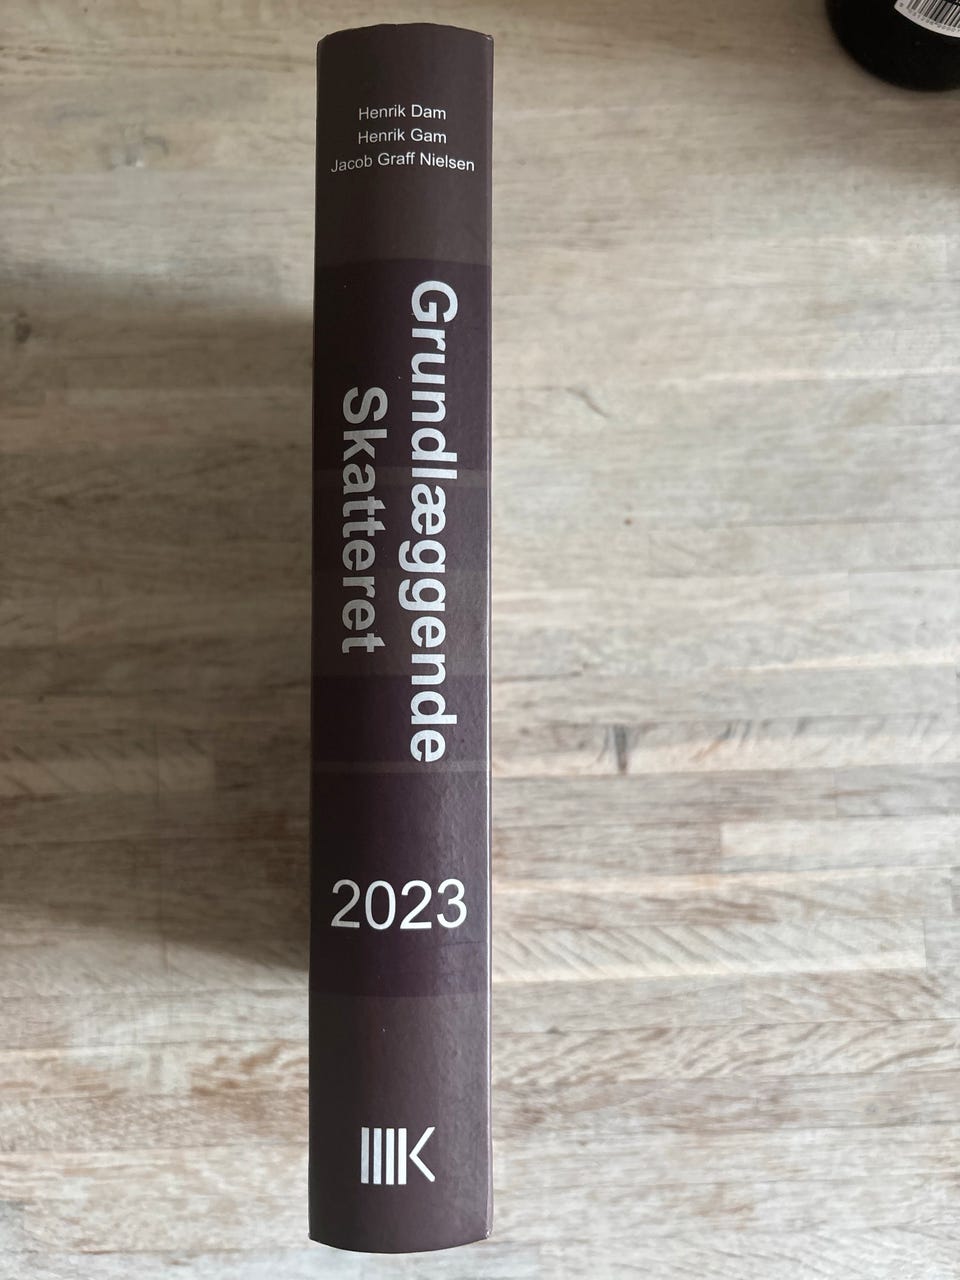 Henrik Dam
Henrik Gam
Jacob Graff Nielsen
Grundlæggende
Skatteret
2023
K